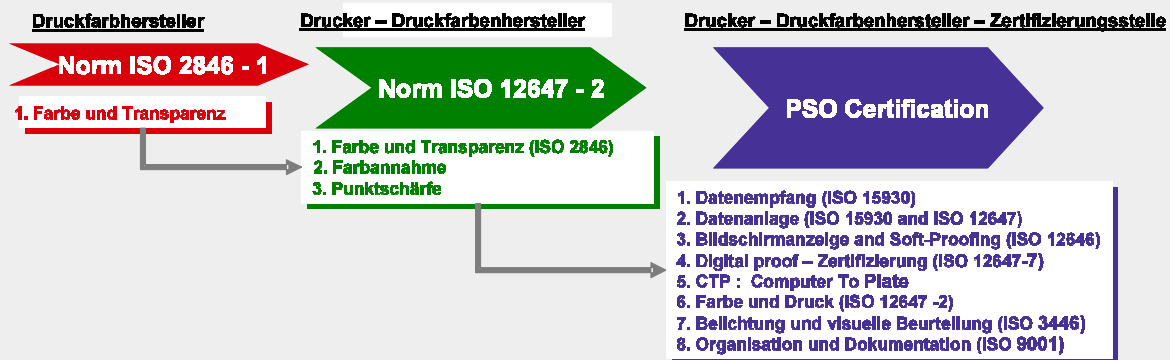 Druckfarbhersteller
Norm ISO 2846 - 1
1. Farbe und Transparenz
Drucker – Druckfarbenhersteller
Norm ISO 12647 - 2
1. Farbe und Transparenz (ISO 2846)
2. Farbannahme
3. Punktschärfe
Drucker – Druckfarbenhersteller – Zertifizierungsstelle
PSO Certification
1. Datenempfang (ISO 15930)
2. Datenanlage (ISO 15930 and ISO 12647)
3. Bildschirmanzeige and Soft-Proofing (ISO 12646)
4. Digital proof – Zertifizierung (ISO 12647-7)
5. CTP : Computer To Plate
6. Farbe und Druck (ISO 12647 -2)
7. Belichtung und visuelle Beurteilung (ISO 3446)
8. Organisation und Dokumentation (ISO 9001)